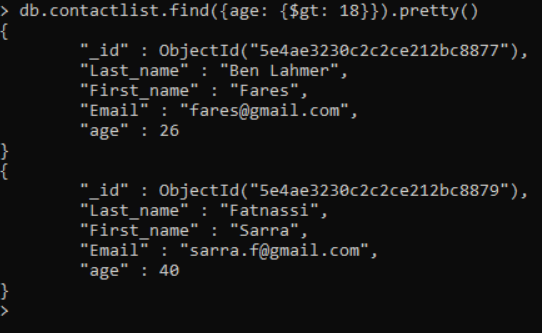 > db.contactlist.find({age: {$gt: 18}}).pretty()
{
        "_id" : ObjectId("5e4ae3230c2c2ce212bc8877"),
        "Last_name" : "Ben Lahmer",
        "First_name" : "Fares",
        "Email" : "fares@gmail.com",
        "age" : 26
}
{
        "_id" : ObjectId("5e4ae3230c2c2ce212bc8879"),
        "Last_name" : "Fatnassi",
        "First_name" : "Sarra",
        "Email" : "sarra.f@gmail.com",
        "age" : 40
}
>